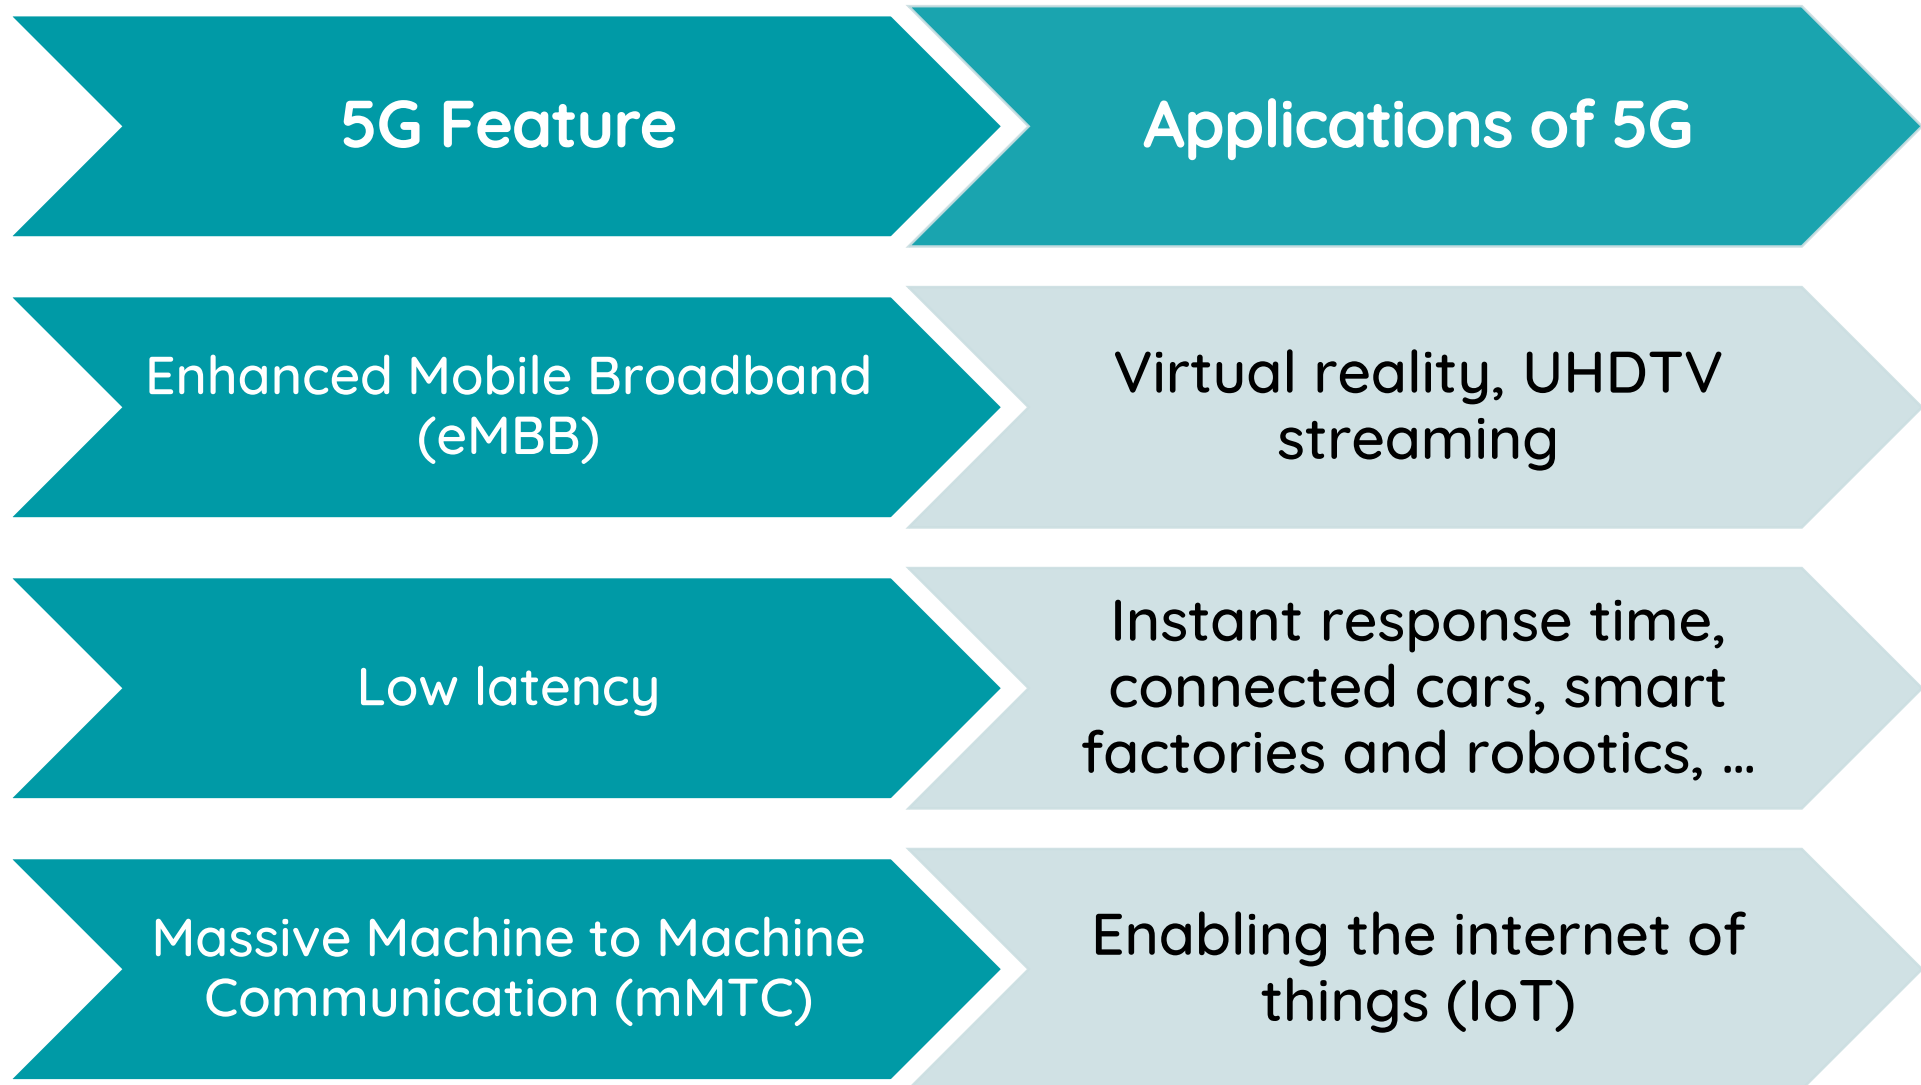 5G Feature
Applications of 5G
Enhanced Mobile Broadband
(eMBB)
Virtual reality, UHDTV
streaming
Low latency
Instant response time,
connected cars, smart
factories and robotics, ...
Massive Machine to Machine
Communication (mMTC)
Enabling the internet of
things (IoT)